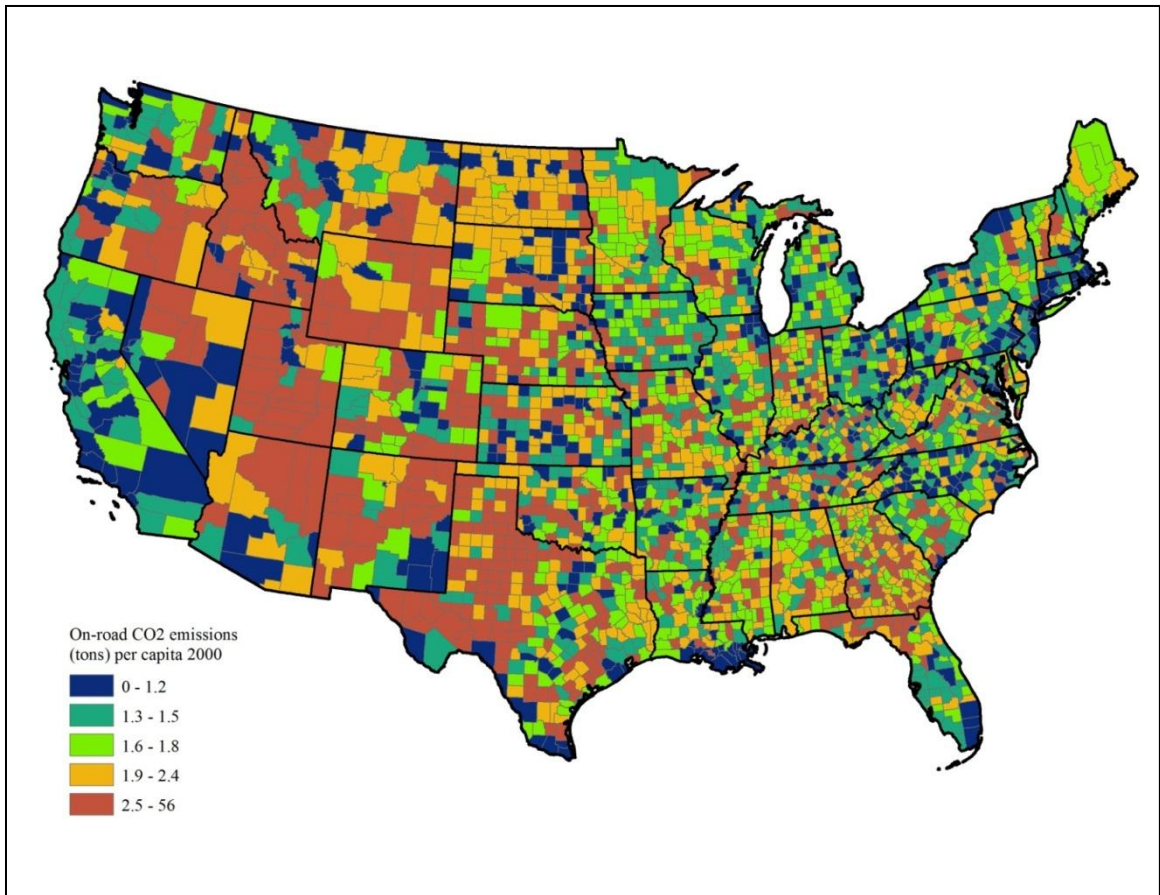 On-road CO2 emissions
(tons) per capita 2000
0 - 1.2
1.3 - 1.5
1.6 - 1.8
1.9 - 2.4
2.5 - 56